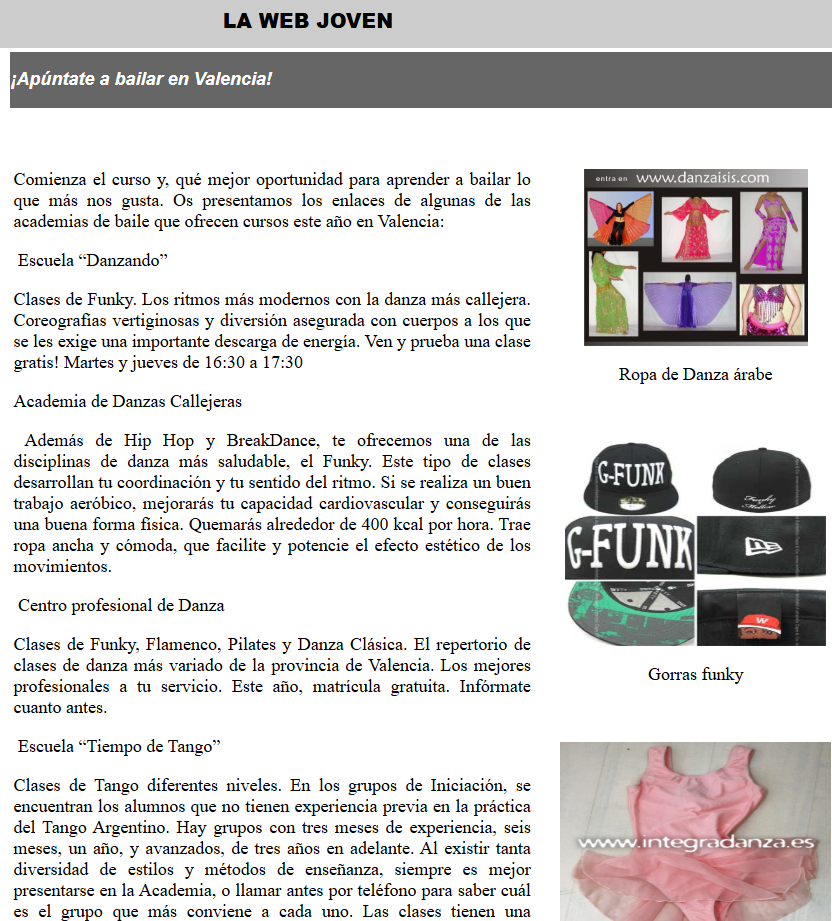 LA WEB JOVEN
¡Apúntate a bailar en Valencia!
Comienza el curso y, qué mejor oportunidad para aprender a bailar lo
que más nos gusta. Os presentamos los enlaces de algunas de las
academias de baile que ofrecen cursos este año en Valencia:
Escuela “Danzando”
Clases de Funky. Los ritmos más modernos con la danza más callejera.
Coreografías vertiginosas y diversión asegurada con cuerpos a los que
se les exige una importante descarga de energía. Ven y prueba una clase
gratis! Martes y jueves de 16:30 a 17:30
Academia de Danzas Callejeras
Además de Hip Hop y BreakDance, te ofrecemos una de las
disciplinas de danza más saludable, el Funky. Este tipo de clases
desarrollan tu coordinación y tu sentido del ritmo. Si se realiza un buen
trabajo aeróbico, mejorarás tu capacidad cardiovascular y conseguirás
una buena forma física. Quemarás alrededor de 400 kcal por hora. Trae
ropa ancha y cómoda, que facilite y potencie el efecto estético de los
movimientos.
Centro profesional de Danza
Clases de Funky, Flamenco, Pilates y Danza Clásica. El repertorio de
clases de danza más variado de la provincia de Valencia. Los mejores
profesionales a tu servicio. Este año, matrícula gratuita. Infórmate
cuanto antes.
Escuela “Tiempo de Tango”
Clases de Tango diferentes niveles. En los grupos de Iniciación, se
encuentran los alumnos que no tienen experiencia previa en la práctica
del Tango Argentino. Hay grupos con tres meses de experiencia, seis
meses, un año, y avanzados, de tres años en adelante. Al existir tanta
diversidad de estilos y métodos de enseñanza, siempre es mejor
presentarse en la Academia, o llamar antes por teléfono para saber cuál
es el grupo que más conviene a cada uno. Las clases tienen una
entra en www.danzaisis.com
Ropa de Danza árabe
G-FUNK
Funky
G-FUNK
W
Gorras funky
www.integradanza.es